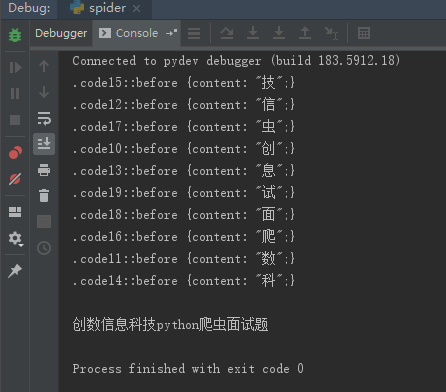 Debug: spider ×
Debugger Console
Connected to pydev debugger (build 183.5912.18)
.code15::before {content: "技";}
.code12::before {content: "信";}
.code17::before {content: "虫";}
.code10::before {content: "创";}
.code13::before {content: "息";}
.code19::before {content: "试";}
.code18::before {content: "面";}
.code16::before {content: "爬";}
.code11::before {content: "数";}
.code14::before {content: "科";}
创数信息科技python爬虫面试题
Process finished with exit code 0